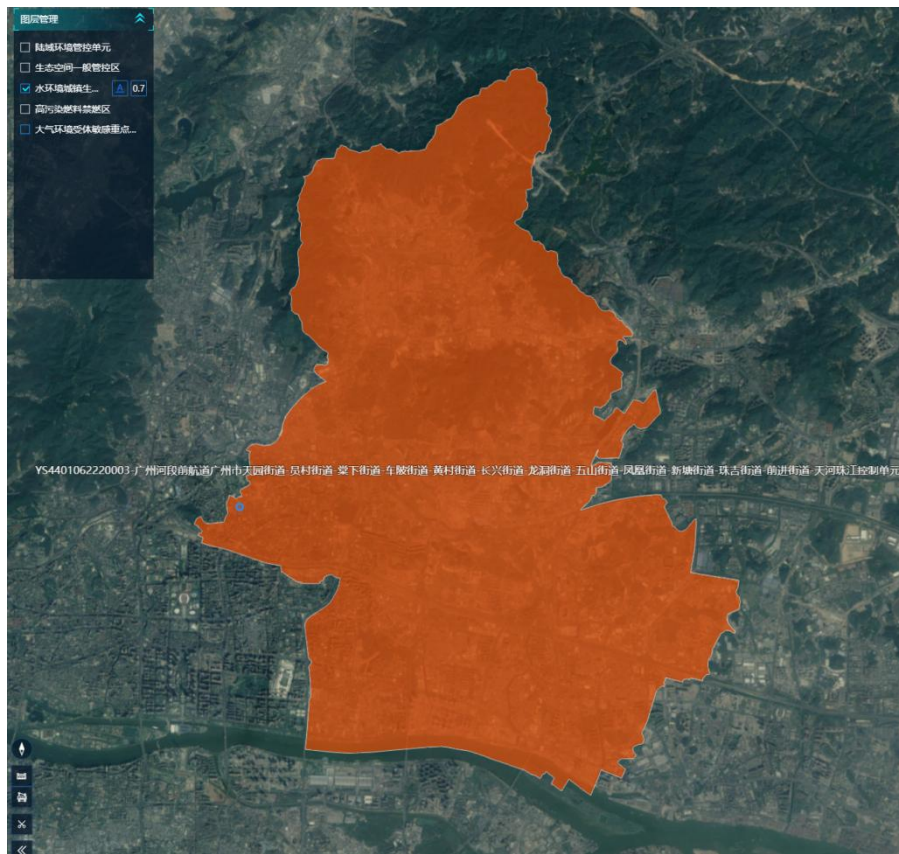 图层管理
陆域环境管控单元
生态空间一般管控区
水环境城镇生... 0.7
高污染燃料禁燃区
大气环境受体敏感重点...
YS4401062220003-广州河段前航道广州市天园街道-员村街道-棠下街道-车陂街道-黄村街道-长兴街道-龙洞街道-五山街道-凤凰街道-新塘街道-珠吉街道-前进街道-天河珠江控制单元